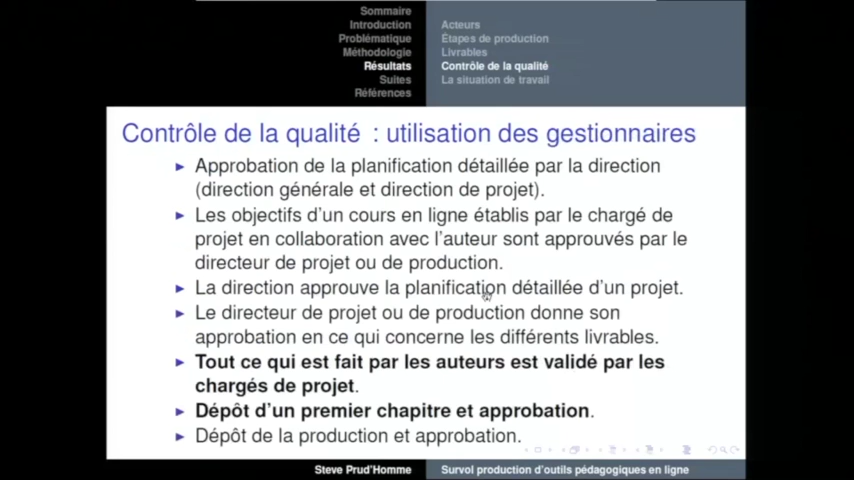 Sommaire
Introduction
Problématique
Méthodologie
Résultats
Suites
Références
Acteurs
Étapes de production
Livrables
Contrôle de la qualité
La situation de travail
Contrôle de la qualité : utilisation des gestionnaires
Approbation de la planification détaillée par la direction
(direction générale et direction de projet).
Les objectifs d'un cours en ligne établis par le chargé de
projet en collaboration avec l'auteur sont approuvés par le
directeur de projet ou de production.
La direction approuve la planification détaillée d'un projet.
Le directeur de projet ou de production donne son
approbation en ce qui concerne les différents livrables.
Tout ce qui est fait par les auteurs est validé par les
chargés de projet.
Dépôt d'un premier chapitre et approbation.
Dépôt de la production et approbation.
Steve Prud'Homme
Survol production d'outils pédagogiques en ligne